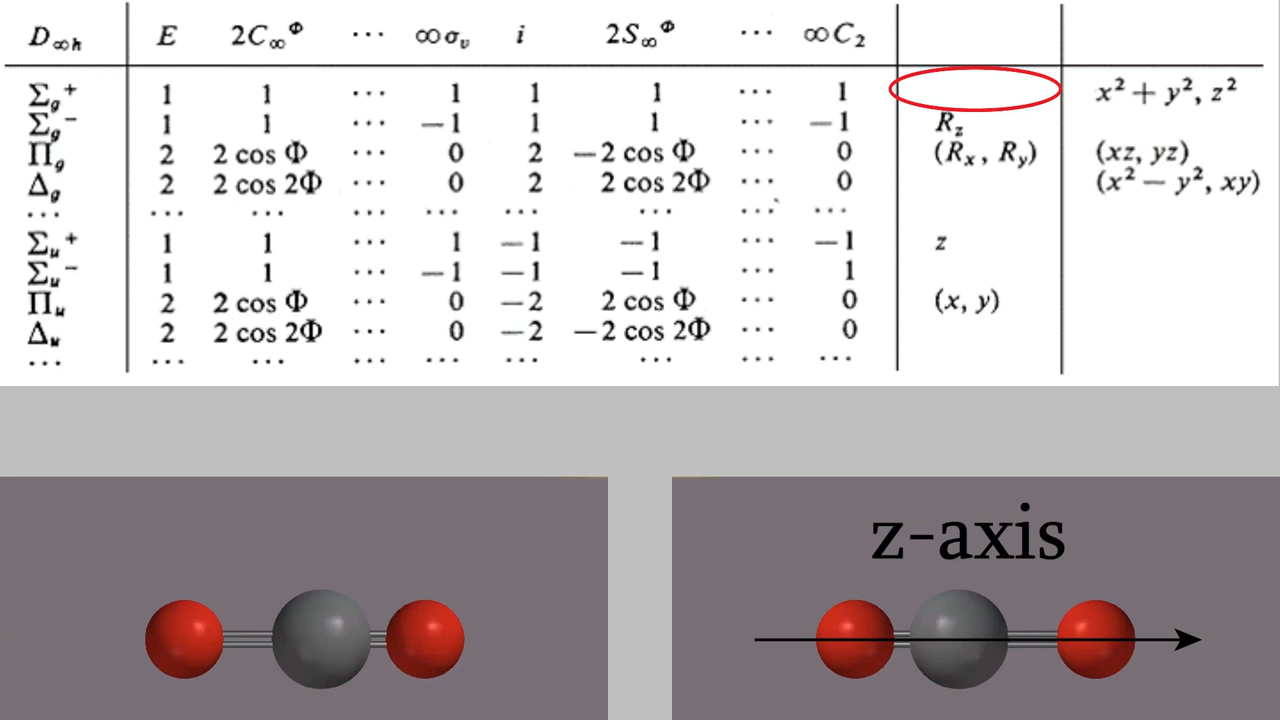 D∞h E 2C∞^Φ ··· ∞σv i 2S∞^Φ ··· ∞C2
Σg+ 1 1 ··· 1 1 1 ··· 1 x² + y², z²
Σg− 1 1 ··· −1 1 1 ··· −1 Rz
Πg 2 2 cos Φ ··· 0 2 −2 cos Φ ··· 0 (Rx, Ry) (xz, yz)
Δg 2 2 cos 2Φ ··· 0 2 2 cos 2Φ ··· 0 (x² − y², xy)
··· ··· ··· ··· ··· ··· ··· ···
Σu+ 1 1 ··· 1 −1 −1 ··· −1 z
Σu− 1 1 ··· −1 −1 −1 ··· 1
Πu 2 2 cos Φ ··· 0 −2 2 cos Φ ··· 0 (x, y)
Δu 2 2 cos 2Φ ··· 0 −2 −2 cos 2Φ ··· 0
··· ··· ··· ··· ··· ··· ··· ··· ···
z-axis